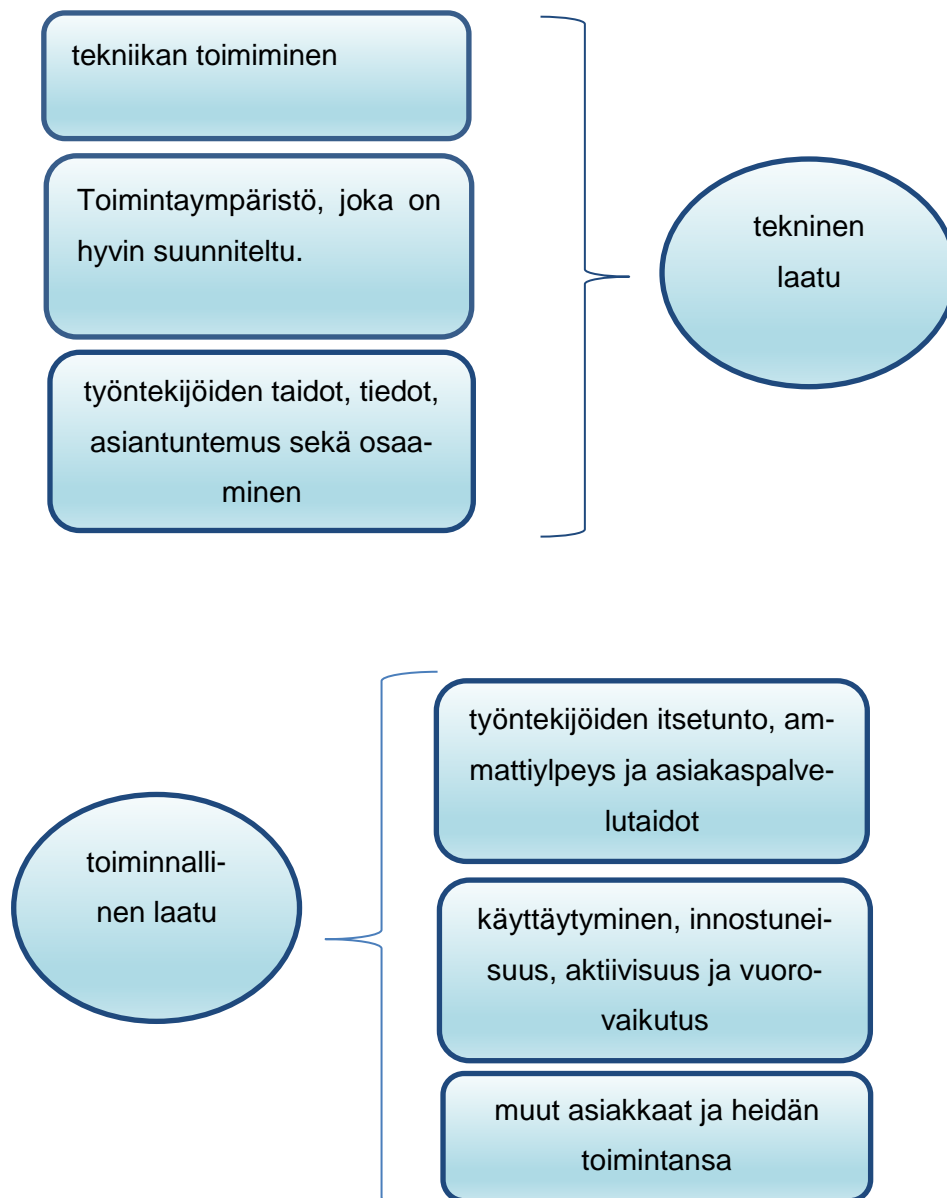 tekniikan toimiminen
Toimintaympäristö, joka on
hyvin suunniteltu.
työntekijöiden taidot, tiedot,
asiantuntemus sekä osaa-
minen
tekninen
laatu
toiminnalli-
nen laatu
työntekijöiden itsetunto, am-
mattiylpeys ja asiakaspalve-
lutaidot
käyttäytyminen, innostunei-
suus, aktiivisuus ja vuoro-
vaikutus
muut asiakkaat ja heidän
toimintansa